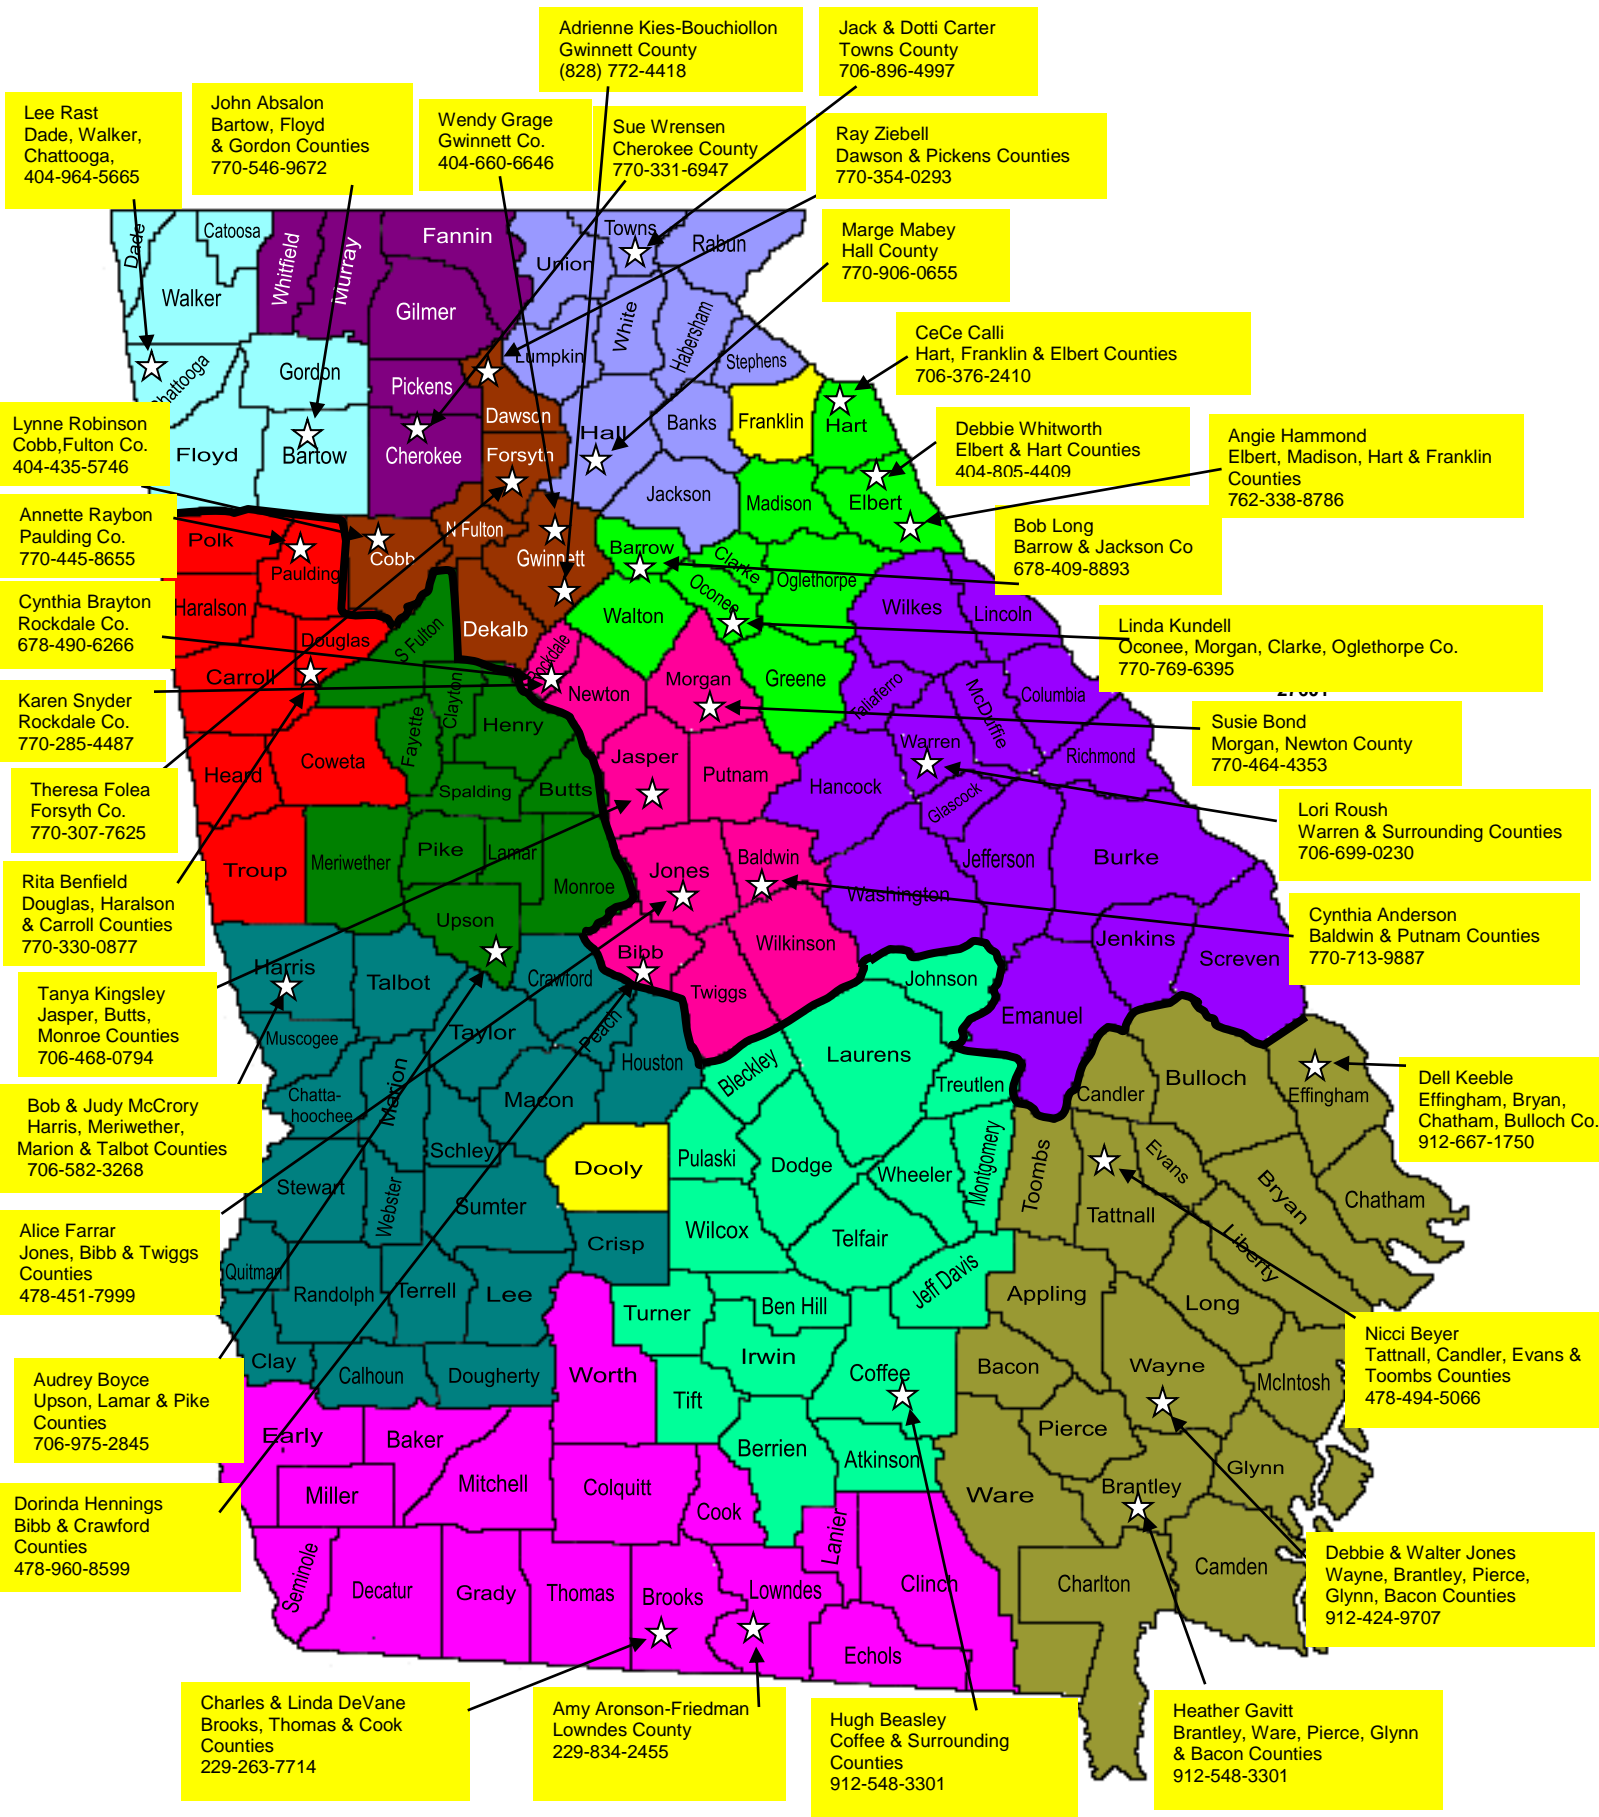 Adrienne Kies-Bouchiollon
Gwinnett County
(828) 772-4418
Jack & Dotti Carter
Towns County
706-896-4997
Lee Rast
Dade, Walker,
Chattooga,
404-964-5665
John Absalon
Bartow, Floyd
& Gordon Counties
770-546-9672
Wendy Grage
Gwinnett Co.
404-660-6646
Sue Wrensen
Cherokee County
770-331-6947
Ray Ziebell
Dawson & Pickens Counties
770-354-0293
Marge Mabey
Hall County
770-906-0655
CeCe Calli
Hart, Franklin & Elbert Counties
706-376-2410
Debbie Whitworth
Elbert & Hart Counties
404-805-4409
Angie Hammond
Elbert, Madison, Hart & Franklin
Counties
762-338-8786
Bob Long
Barrow & Jackson Co
678-409-8893
Linda Kundell
Oconee, Morgan, Clarke, Oglethorpe Co.
770-769-6395
Susie Bond
Morgan, Newton County
770-464-4353
Lori Roush
Warren & Surrounding Counties
706-699-0230
Cynthia Anderson
Baldwin & Putnam Counties
770-713-9887
Dell Keeble
Effingham, Bryan,
Chatham, Bulloch Co.
912-667-1750
Nicci Beyer
Tattnall, Candler, Evans &
Toombs Counties
478-494-5066
Debbie & Walter Jones
Wayne, Brantley, Pierce,
Glynn, Bacon Counties
912-424-9707
Heather Gavitt
Brantley, Ware, Pierce, Glynn
& Bacon Counties
912-548-3301
Hugh Beasley
Coffee & Surrounding
Counties
912-548-3301
Amy Aronson-Friedman
Lowndes County
229-834-2455
Charles & Linda DeVane
Brooks, Thomas & Cook
Counties
229-263-7714
Lynne Robinson
Cobb,Fulton Co.
404-435-5746
Annette Raybon
Paulding Co.
770-445-8655
Cynthia Brayton
Rockdale Co.
678-490-6266
Karen Snyder
Rockdale Co.
770-285-4487
Theresa Folea
Forsyth Co.
770-307-7625
Rita Benfield
Douglas, Haralson
& Carroll Counties
770-330-0877
Tanya Kingsley
Jasper, Butts,
Monroe Counties
706-468-0794
Bob & Judy McCrory
Harris, Meriwether,
Marion & Talbot Counties
706-582-3268
Alice Farrar
Jones, Bibb & Twiggs
Counties
478-451-7999
Audrey Boyce
Upson, Lamar & Pike
Counties
706-975-2845
Dorinda Hennings
Bibb & Crawford
Counties
478-960-8599
Dade
Catoosa
Walker
Whitfield
Murray
Fannin
Gilmer
Union
Towns
Rabun
Lumpkin
White
Habersham
Stephens
Gordon
Pickens
Dawson
Hall
Banks
Franklin
Hart
Floyd
Bartow
Cherokee
Forsyth
Jackson
Madison
Elbert
Polk
Paulding
Cobb
N Fulton
Gwinnett
Barrow
Clarke
Oconee
Oglethorpe
Wilkes
Lincoln
Haralson
Douglas
S Fulton
Dekalb
Rockdale
Walton
Newton
Morgan
Greene
Taliaferro
McDuffie
Columbia
Carroll
Clayton
Fayette
Henry
Heard
Coweta
Spalding
Butts
Jasper
Putnam
Hancock
Warren
Glascock
Richmond
Troup
Meriwether
Pike
Lamar
Monroe
Upson
Jones
Baldwin
Washington
Jefferson
Burke
Jenkins
Screven
Emanuel
Harris
Talbot
Crawford
Bibb
Twiggs
Wilkinson
Johnson
Muscogee
Taylor
Peach
Houston
Bleckley
Laurens
Treutlen
Candler
Bulloch
Effingham
Chatta-
hoochee
Marion
Macon
Schley
Dooly
Pulaski
Dodge
Wheeler
Montgomery
Toombs
Tattnall
Evans
Bryan
Chatham
Stewart
Webster
Sumter
Crisp
Wilcox
Telfair
Jeff Davis
Appling
Liberty
Long
Quitman
Randolph
Terrell
Lee
Turner
Ben Hill
Irwin
Coffee
Bacon
Wayne
McIntosh
Clay
Calhoun
Dougherty
Worth
Tift
Berrien
Atkinson
Pierce
Ware
Brantley
Glynn
Early
Baker
Miller
Mitchell
Colquitt
Cook
Lanier
Clinch
Charlton
Camden
Seminole
Decatur
Grady
Thomas
Brooks
Lowndes
Echols